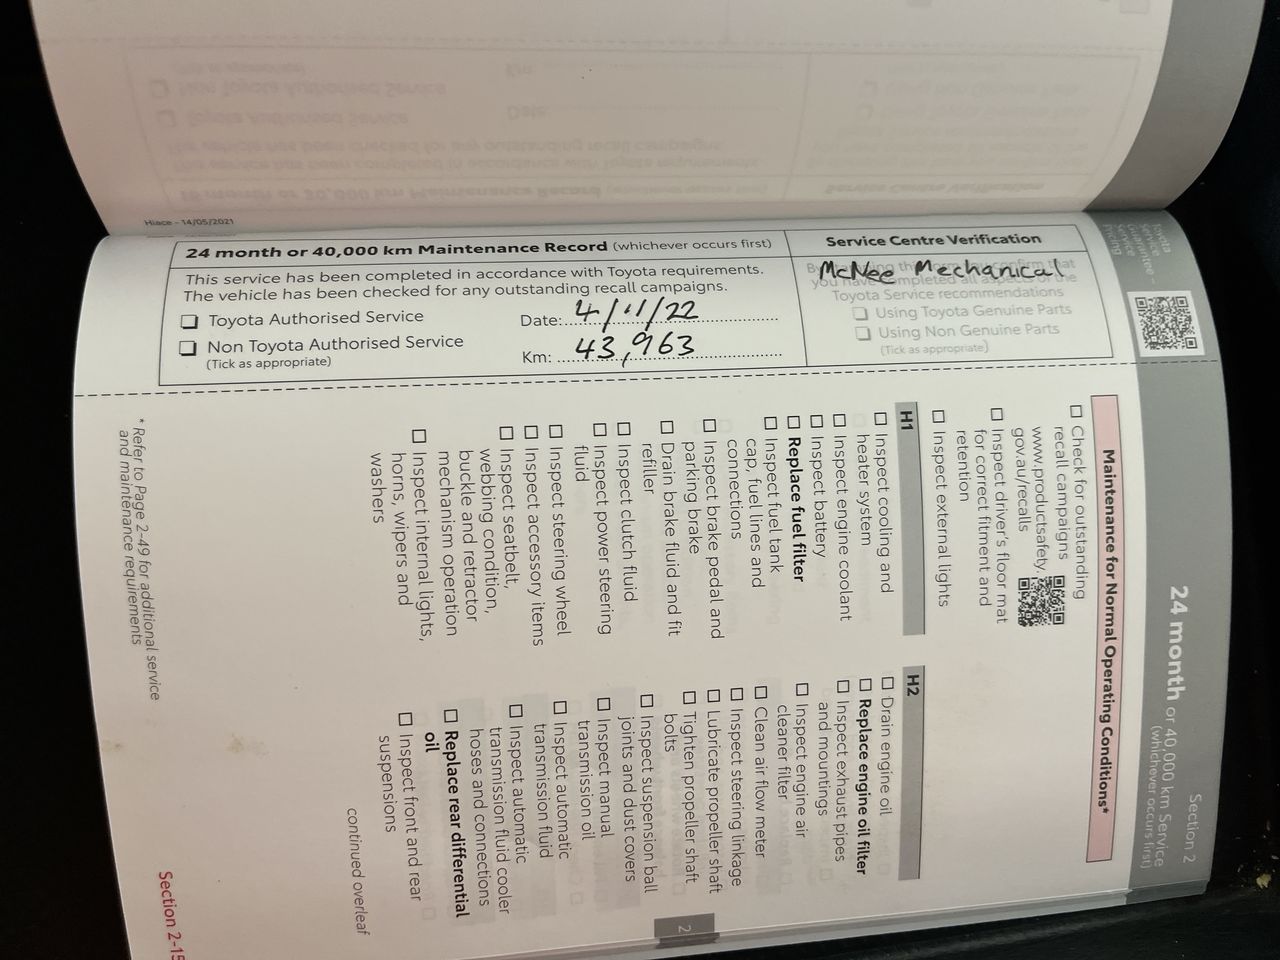 Hiace – 14/05/2021
24 month or 40,000 km Maintenance Record (whichever occurs first)
This service has been completed in accordance with Toyota requirements.
The vehicle has been checked for any outstanding recall campaigns.
☐ Toyota Authorised Service
☐ Non Toyota Authorised Service
(Tick as appropriate)
Date: 4/11/22
Km: 43,963
Service Centre Verification
McNee Mechanical
you have completed all aspects of the
Toyota Service recommendations
☐ Using Toyota Genuine Parts
☐ Using Non Genuine Parts
(Tick as appropriate)
Section 2
24 month or 40,000 km Service
(whichever occurs first)
Maintenance for Normal Operating Conditions*
☐ Check for outstanding
recall campaigns
www.productsafety.
gov.au/recalls
☐ Inspect driver's floor mat
for correct fitment and
retention
☐ Inspect external lights
H1
☐ Inspect cooling and
heater system
☐ Inspect engine coolant
☐ Inspect battery
☐ Replace fuel filter
☐ Inspect fuel tank
cap, fuel lines and
connections
☐ Inspect brake pedal and
parking brake
☐ Drain brake fluid and fit
refiller
☐ Inspect clutch fluid
☐ Inspect power steering
fluid
☐ Inspect steering wheel
☐ Inspect accessory items
☐ Inspect seatbelt,
webbing condition,
buckle and retractor
mechanism operation
☐ Inspect internal lights,
horns, wipers and
washers
H2
☐ Drain engine oil
☐ Replace engine oil filter
☐ Inspect exhaust pipes
and mountings
☐ Inspect engine air
cleaner filter
☐ Clean air flow meter
☐ Inspect steering linkage
☐ Lubricate propeller shaft
☐ Tighten propeller shaft
bolts
☐ Inspect suspension ball
joints and dust covers
☐ Inspect manual
transmission oil
☐ Inspect automatic
transmission fluid
☐ Inspect automatic
transmission fluid cooler
hoses and connections
☐ Replace rear differential
oil
☐ Inspect front and rear
suspensions
continued overleaf
* Refer to Page 2-49 for additional service
and maintenance requirements
2
Section 2-15